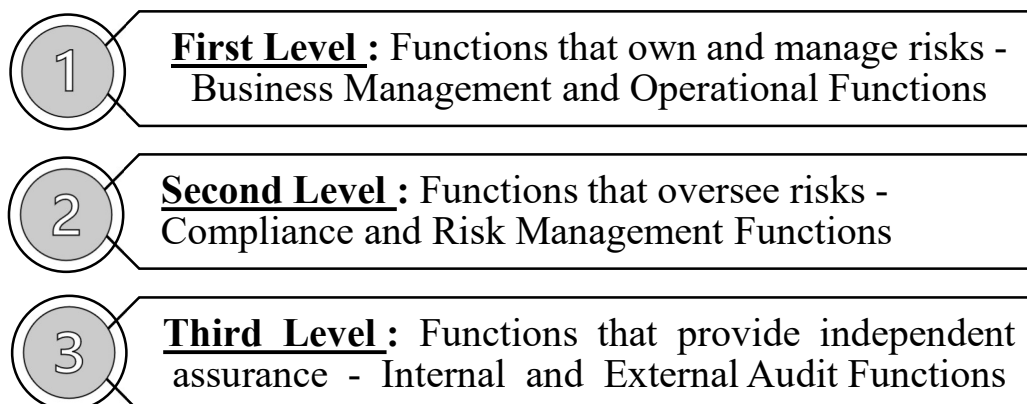 1
First Level : Functions that own and manage risks -
Business Management and Operational Functions
2
Second Level : Functions that oversee risks -
Compliance and Risk Management Functions
3
Third Level : Functions that provide independent
assurance - Internal and External Audit Functions